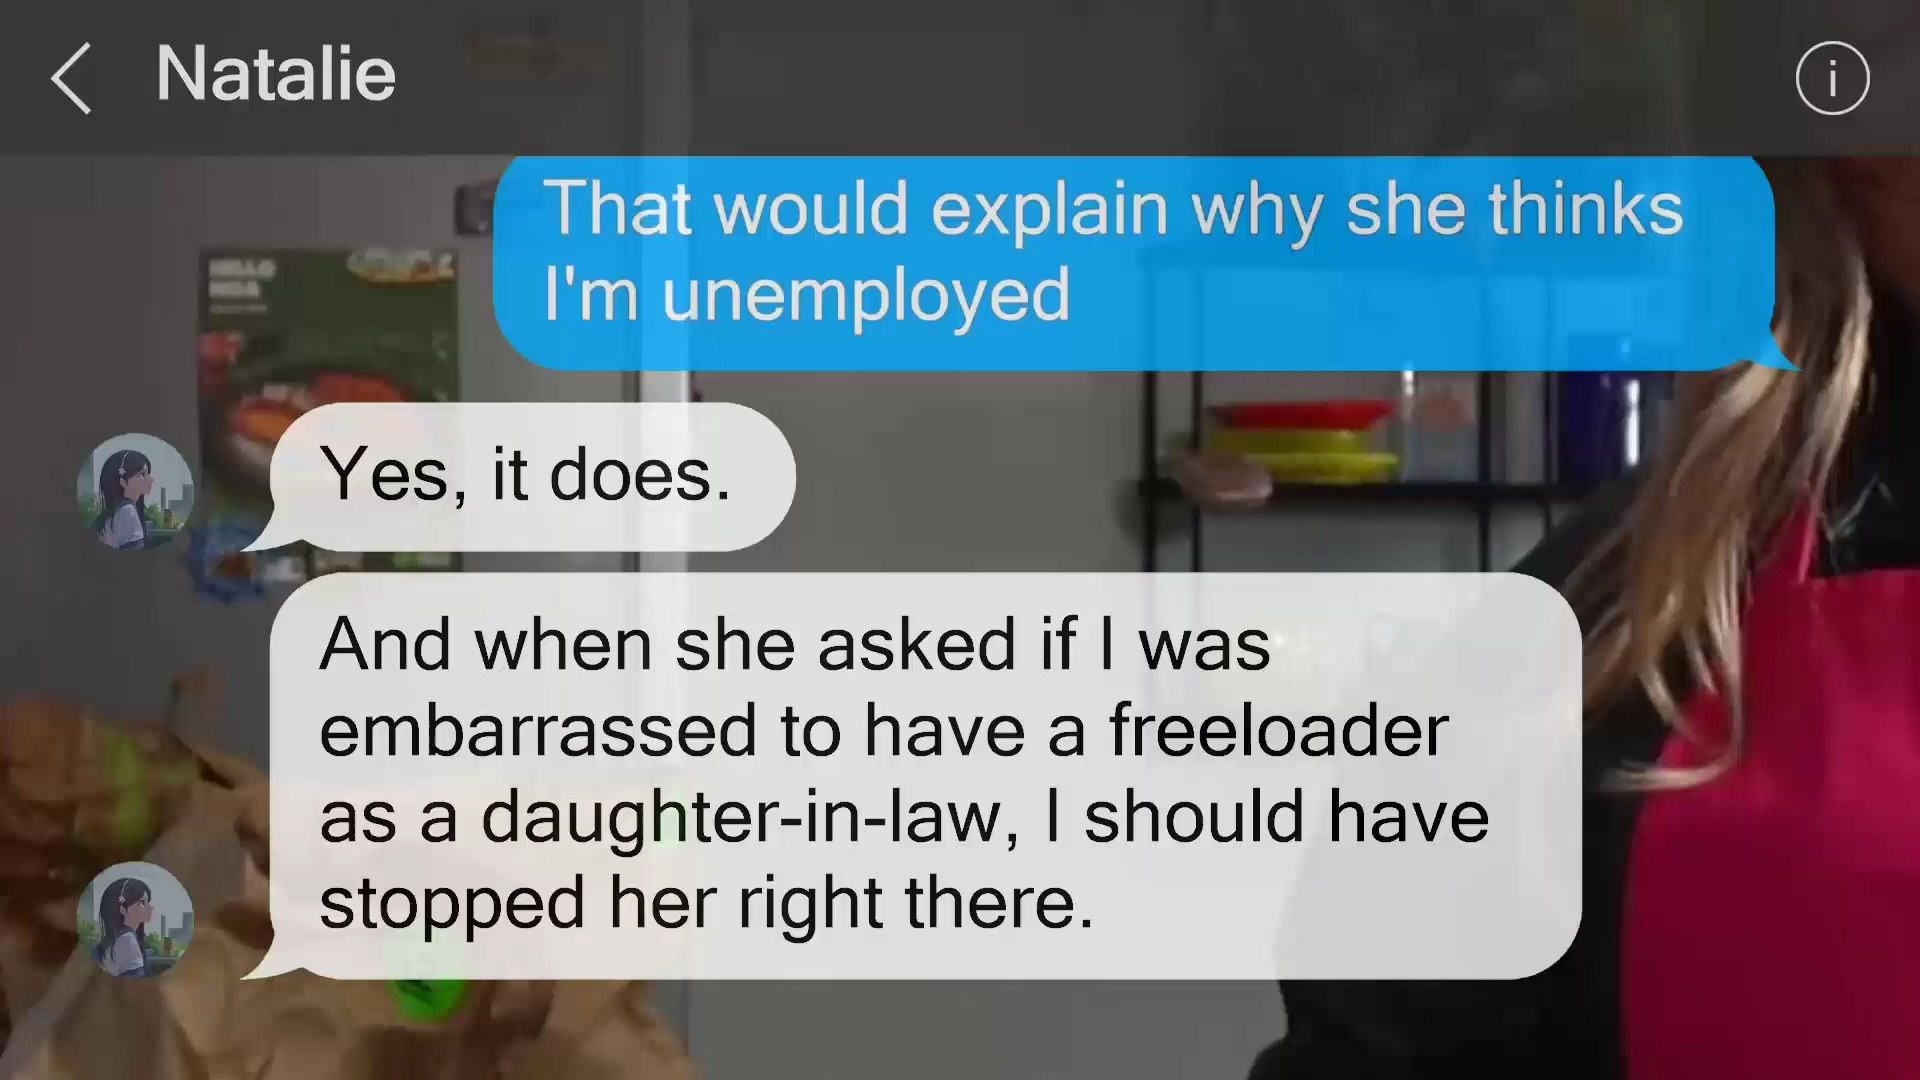 Natalie
That would explain why she thinks
I'm unemployed
Yes, it does.
And when she asked if I was
embarrassed to have a freeloader
as a daughter-in-law, I should have
stopped her right there.
HELLO